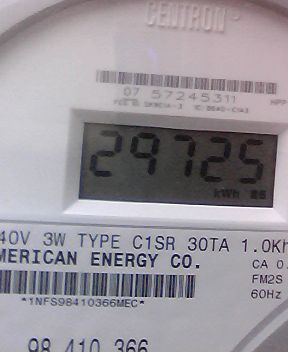 CENTRON
07 57245311
29725
kWh
40V 3W TYPE C1SR 30TA 1.0Kh
MERICAN ENERGY CO.
CA 0.
FM2S
60Hz
*1NFS98410366MEC*
98 410 366